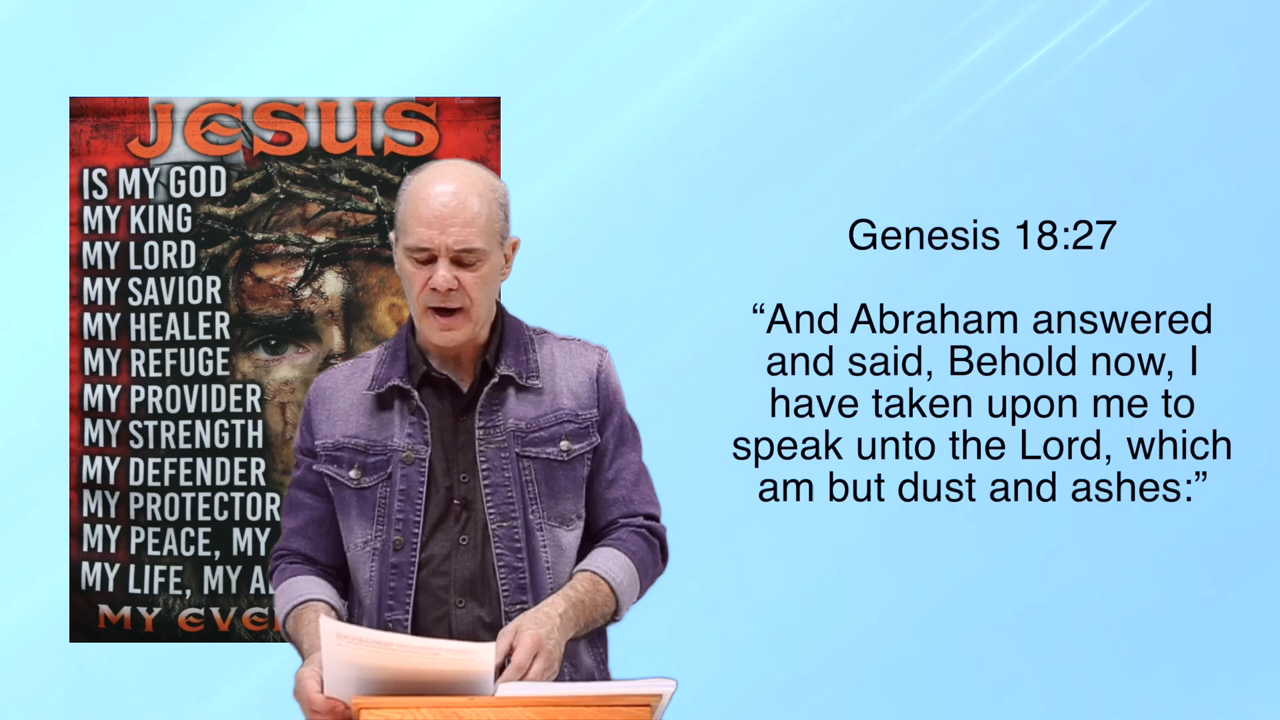 JESUS
IS MY GOD
MY KING
MY LORD
MY SAVIOR
MY HEALER
MY REFUGE
MY PROVIDER
MY STRENGTH
MY DEFENDER
MY PROTECTOR
MY PEACE, MY
MY LIFE, MY
MY
Genesis 18:27
“And Abraham answered
and said, Behold now, I
have taken upon me to
speak unto the Lord, which
am but dust and ashes:”